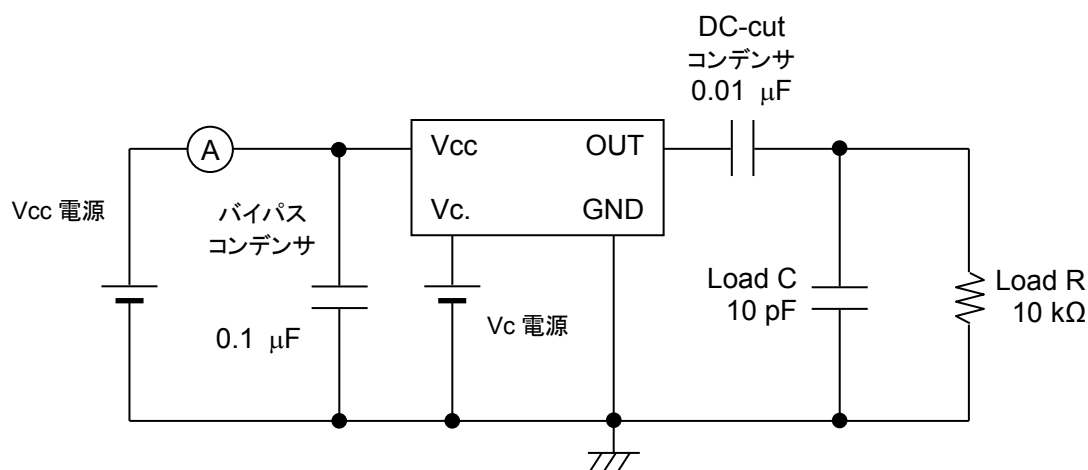 DC-cut
コンデンサ
0.01 μF
A
Vcc OUT
Vcc 電源
バイパス
コンデンサ
Vc. GND
Load C
10 pF
Load R
10 kΩ
0.1 μF
Vc 電源